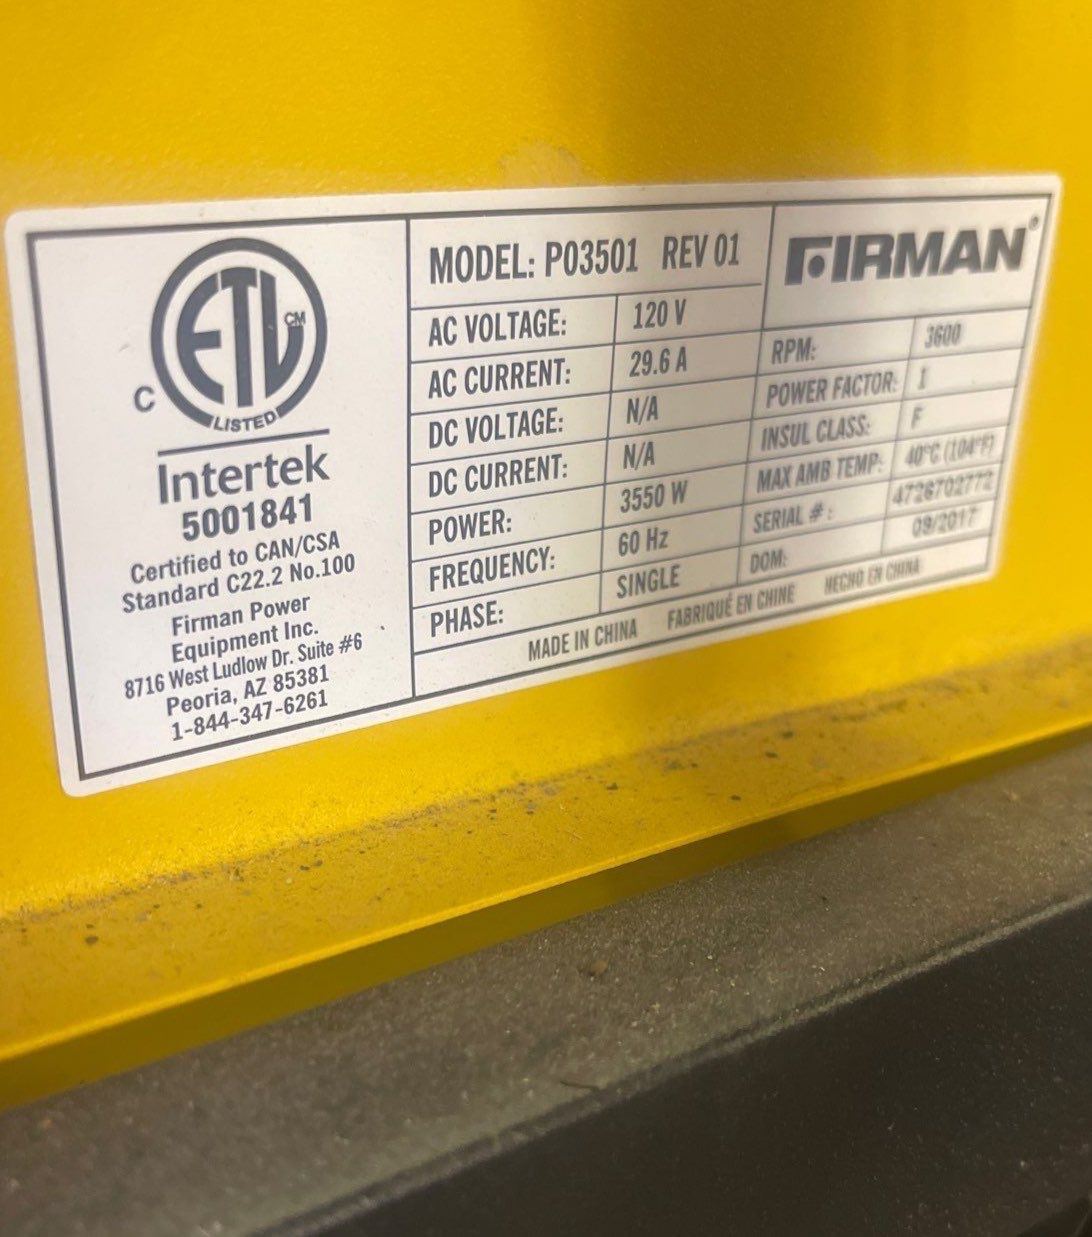 C ETL CM
LISTED
Intertek
5001841
Certified to CAN/CSA
Standard C22.2 No.100
Firman Power
Equipment Inc.
8716 West Ludlow Dr. Suite #6
Peoria, AZ 85381
1-844-347-6261
MODEL: P03501 REV 01
AC VOLTAGE: 120 V
AC CURRENT: 29.6 A
DC VOLTAGE: N/A
DC CURRENT: N/A
POWER: 3550 W
FREQUENCY: 60 Hz
PHASE: SINGLE
FIRMAN®
RPM: 3600
POWER FACTOR: 1
INSUL CLASS: F
MAX AMB TEMP: 40°C (104°F)
SERIAL #: 4726702772
DOM: 09/2017
MADE IN CHINA FABRIQUÉ EN CHINE HECHO EN CHINA